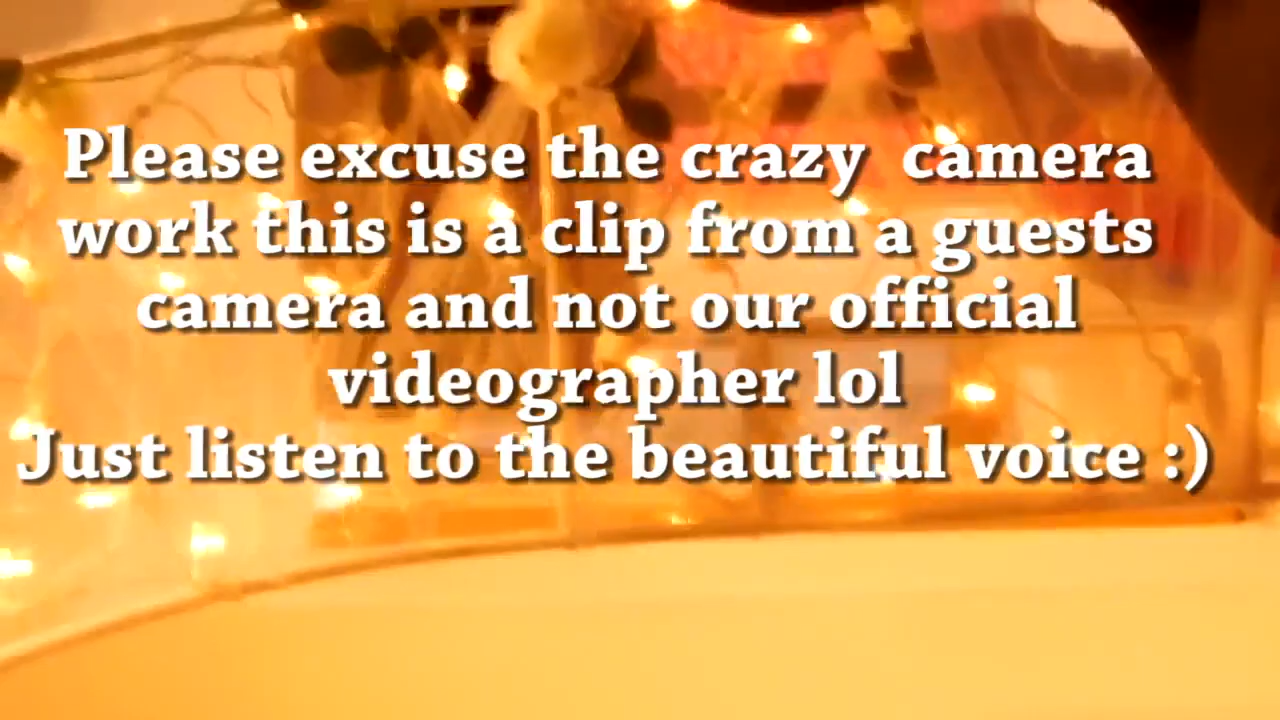 Please excuse the crazy camera
work this is a clip from a guests
camera and not our official
videographer lol
Just listen to the beautiful voice :)